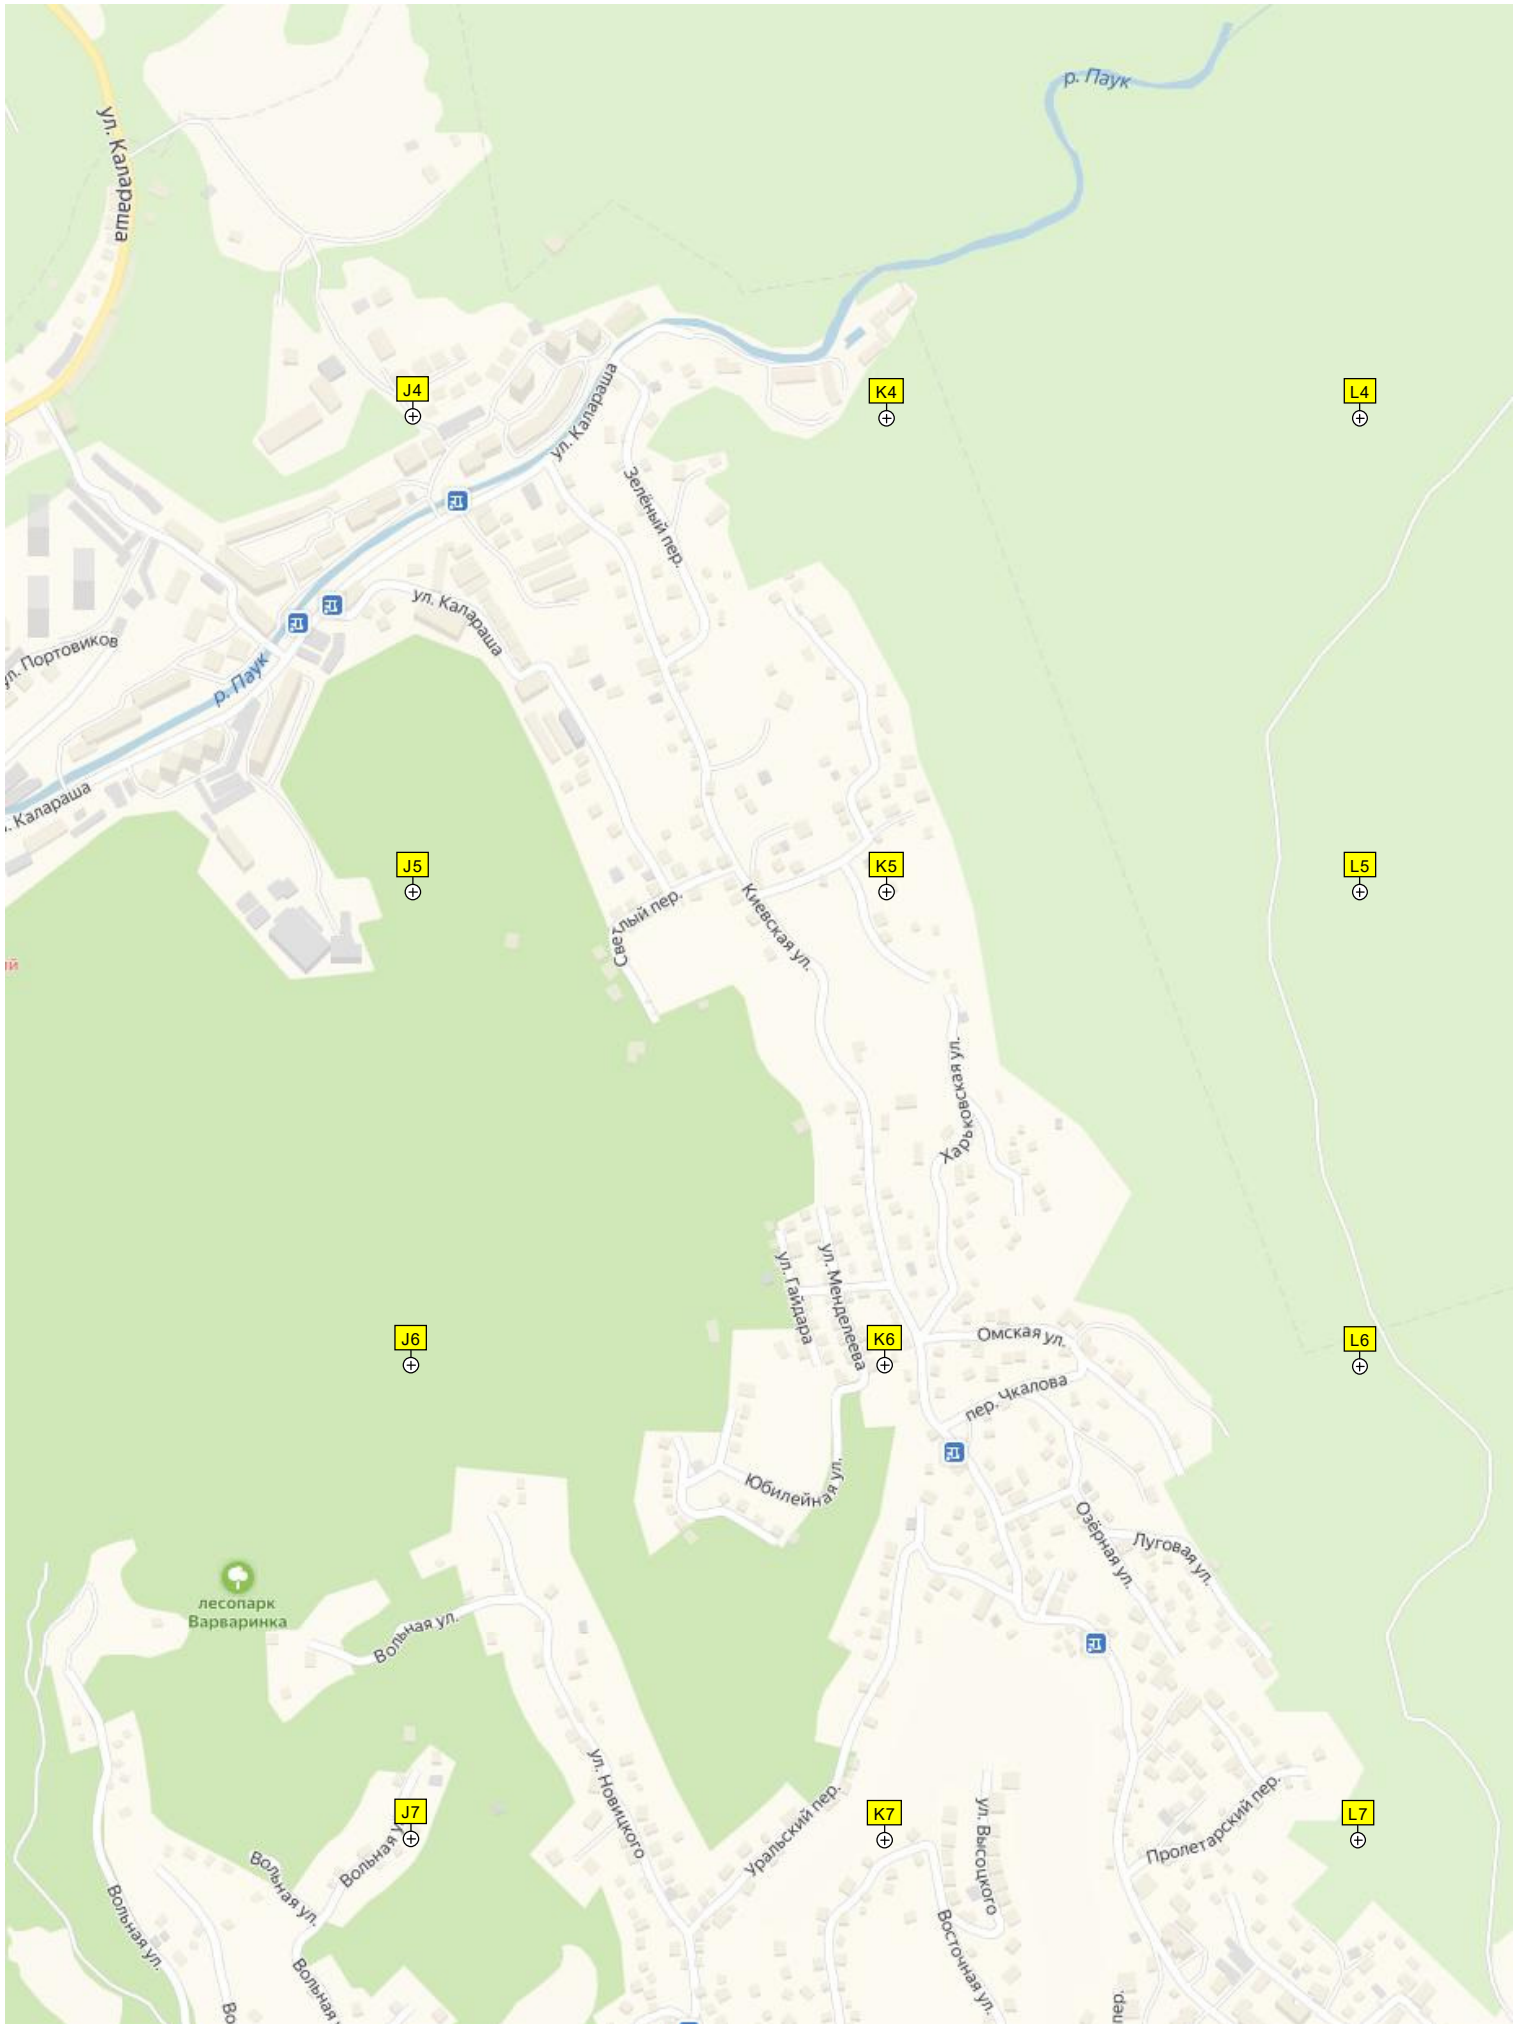 р. Паук
ул. Калараша
J4
K4
L4
ул. Калараша
Зелёный пер.
ул. Калараша
ул. Портовиков
р. Паук
. Калараша
J5
K5
L5
Светлый пер.
Киевская ул.
ий
Харьковская ул.
ул. Гайдара
ул. Менделеева
J6
K6
L6
Омская ул.
пер. Чкалова
Юбилейная ул.
Озёрная ул.
Луговая ул.
лесопарк
Варваринка
Вольная ул.
ул. Новицкого
J7
K7
L7
Вольная у
Уральский пер.
ул. Высоцкого
Пролетарский пер.
Вольная ул.
Вольная ул.
Восточная ул.
Вольная
Во
пер.